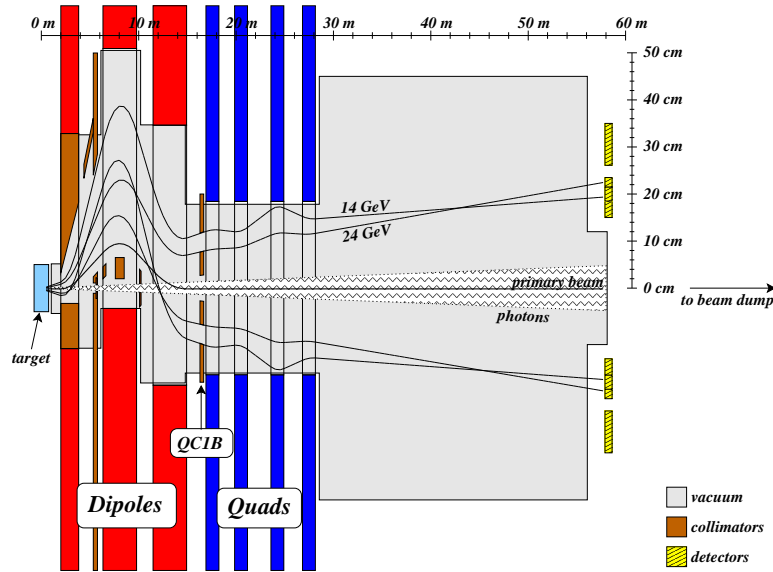 0 m 10 m 20 m 30 m 40 m 50 m 60 m
50 cm
40 cm
30 cm
20 cm
10 cm
0 cm
14 GeV
24 GeV
primary beam
photons
to beam dump
target
QC1B
Dipoles
Quads
vacuum
collimators
detectors